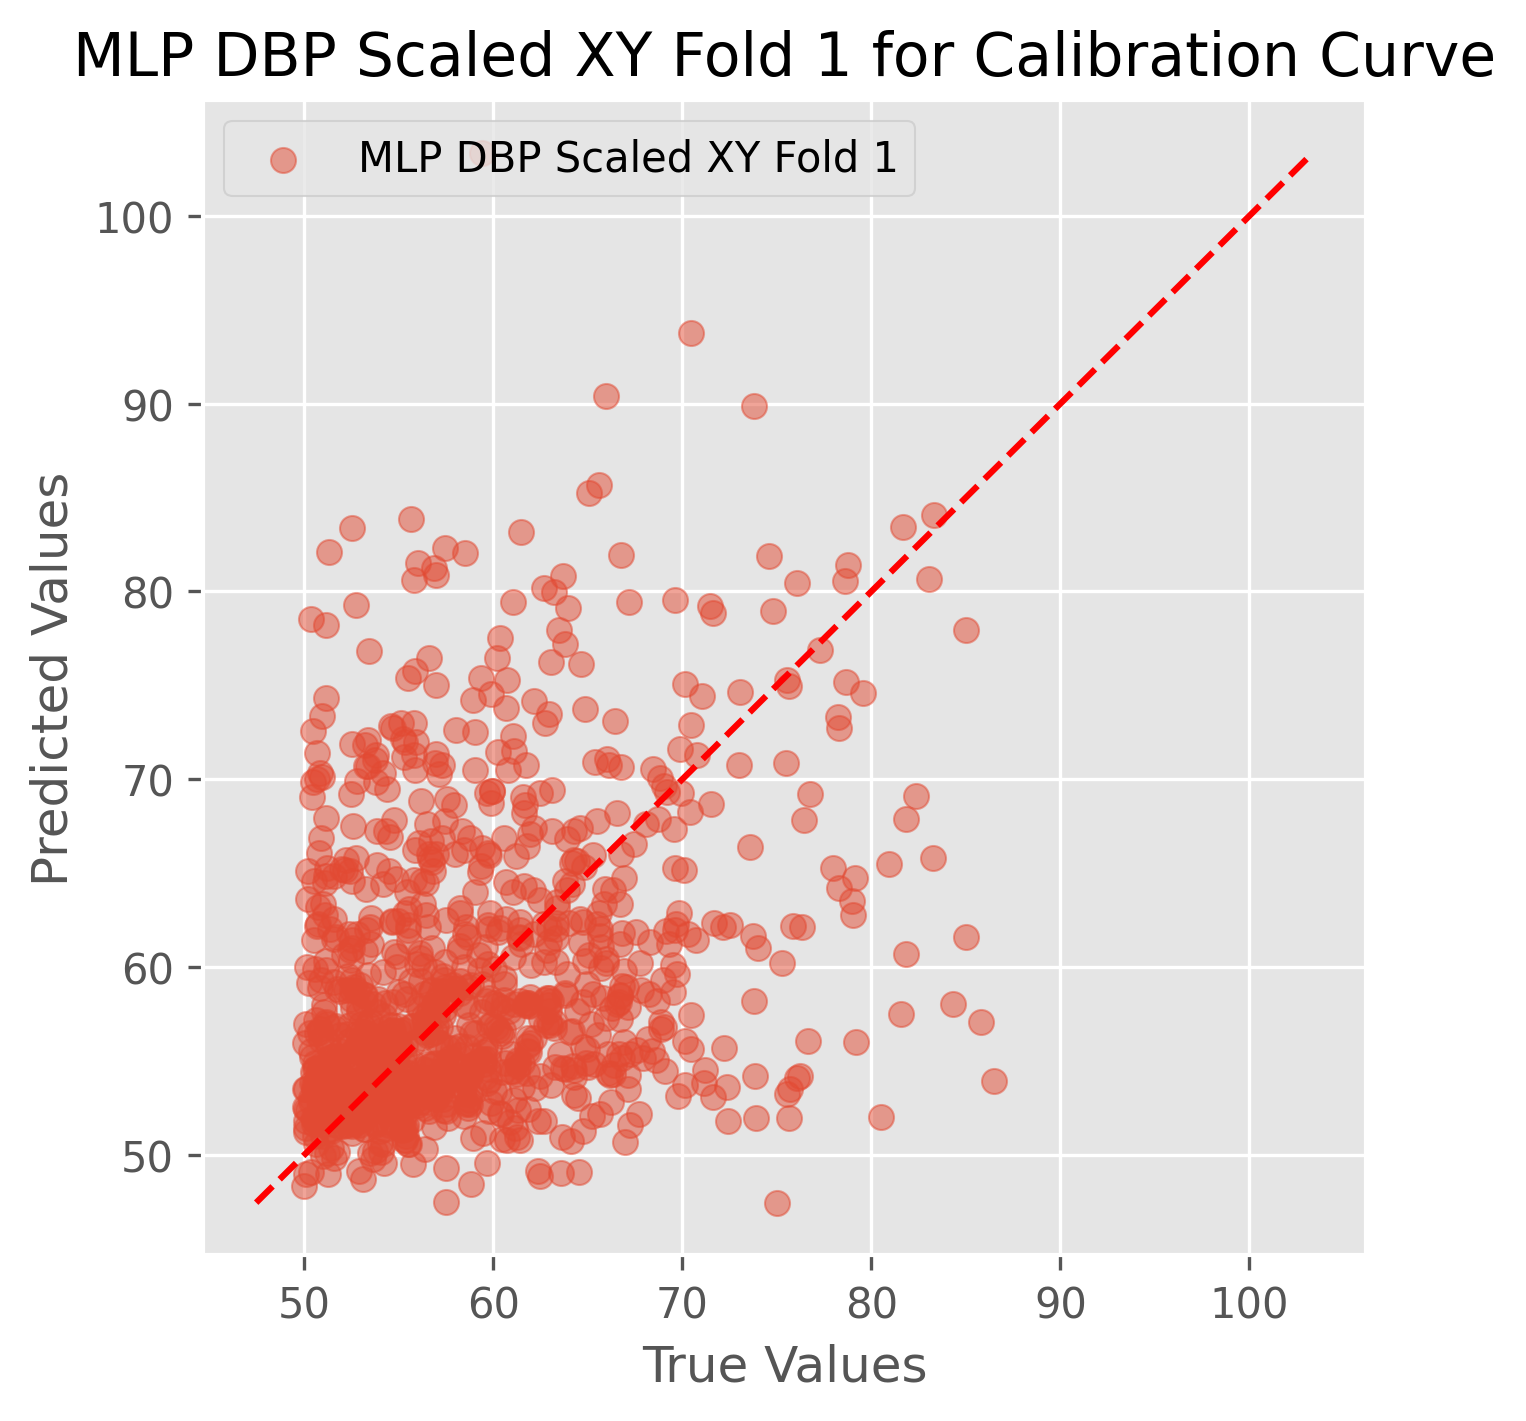 MLP DBP Scaled XY Fold 1 for Calibration Curve
MLP DBP Scaled XY Fold 1
100
90
80
70
60
50
Predicted Values
50 60 70 80 90 100
True Values